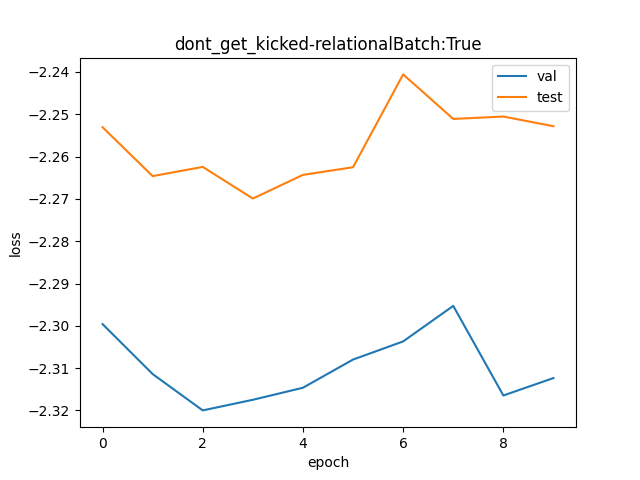 dont_get_kicked-relationalBatch:True
−2.24
−2.25
−2.26
−2.27
−2.28
−2.29
−2.30
−2.31
−2.32
loss
val
test
0
2
4
6
8
epoch